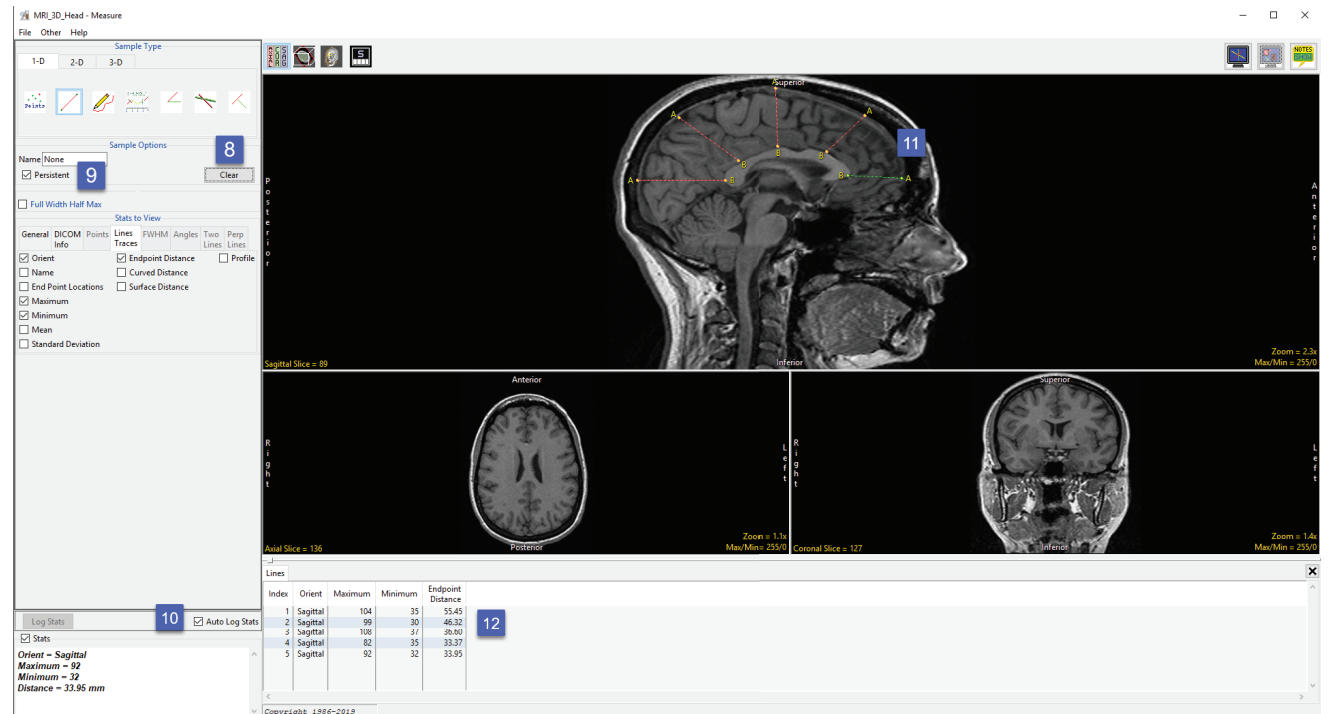 MRI_3D_Head - Measure
File Other Help
Sample Type
1-D 2-D 3-D
Points
Sample Options
8
Name None
Persistent
9
Clear
Full Width Half Max
Stats to View
General DICOM Info Points Lines Traces FWHM Angles Two Lines Perp Lines
Orient Endpoint Distance Profile
Name Curved Distance
End Point Locations Surface Distance
Maximum
Minimum
Mean
Standard Deviation
Log Stats 10 Auto Log Stats
Stats
Orient = Sagittal
Maximum = 92
Minimum = 32
Distance = 33.95 mm
S
NOTES
SHOW
Superior
A
A
A
11
B
B
B
B
A
A
B
Posterior
Anterior
Sagittal Slice = 89
Inferior
Zoom = 2.3x
Max/Min = 255/0
Anterior
Right
Left
Axial Slice = 136
Posterior
Zoom = 1.1x
Max/Min= 255/0
Superior
Right
Left
Coronal Slice = 127
Inferior
Zoom = 1.4x
Max/Min = 255/0
Lines
Index Orient Maximum Minimum Endpoint Distance
1 Sagittal 104 35 55.45
2 Sagittal 99 30 46.32
3 Sagittal 108 37 36.60
4 Sagittal 82 35 33.37
5 Sagittal 92 32 33.95
12
Copyright 1986-2019